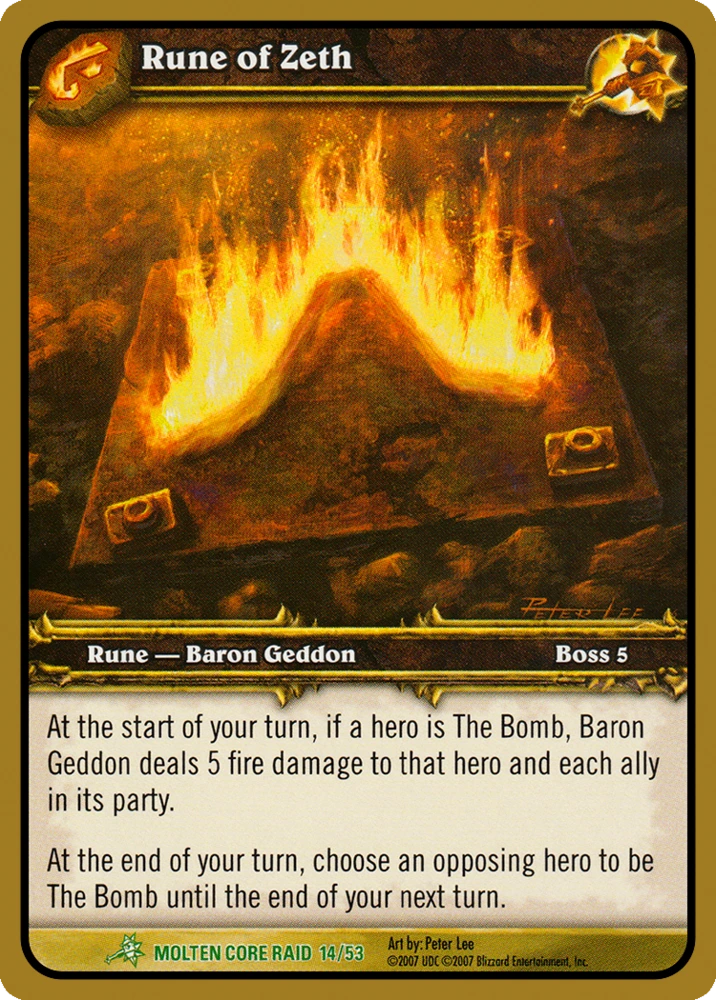 Rune of Zeth
PETER LEE
Rune — Baron Geddon Boss 5
At the start of your turn, if a hero is The Bomb, Baron
Geddon deals 5 fire damage to that hero and each ally
in its party.
At the end of your turn, choose an opposing hero to be
The Bomb until the end of your next turn.
MOLTEN CORE RAID 14/53
Art by: Peter Lee
©2007 UDC ©2007 Blizzard Entertainment, Inc.